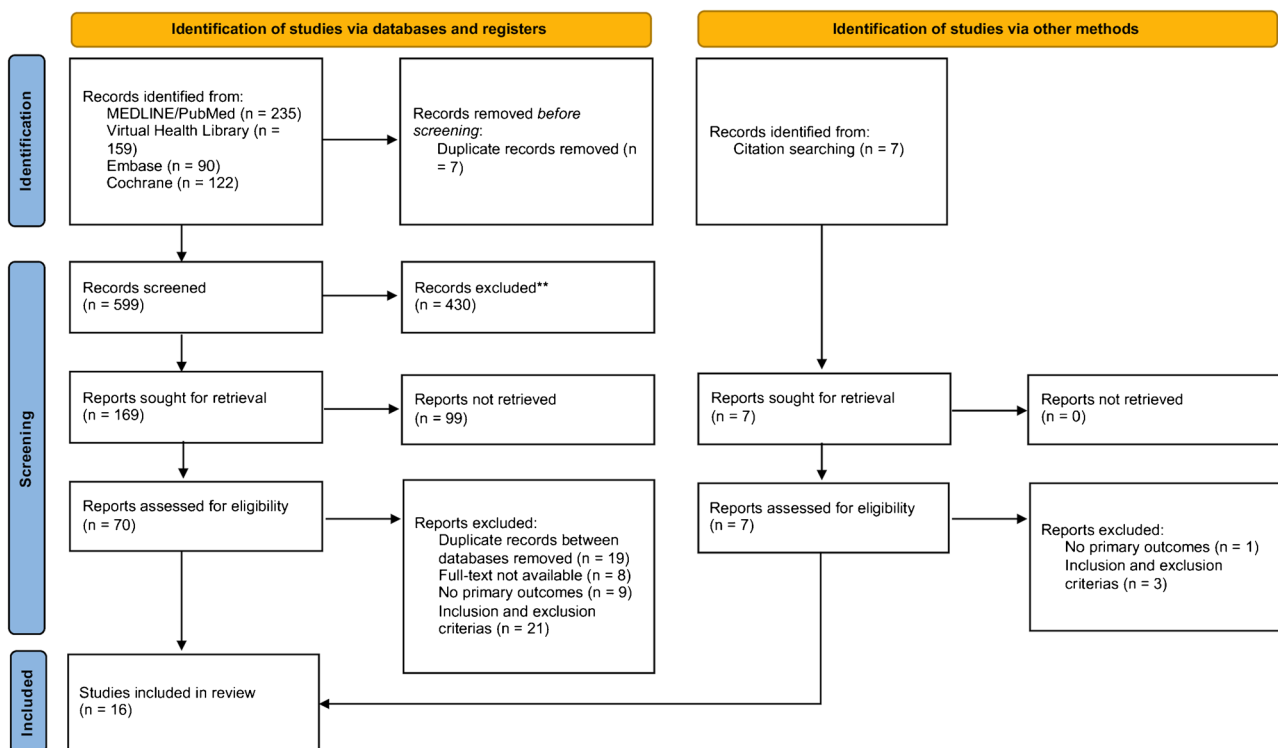 Identification of studies via databases and registers
Identification of studies via other methods
Identification
Records identified from:
MEDLINE/PubMed (n = 235)
Virtual Health Library (n =
159)
Embase (n = 90)
Cochrane (n = 122)
Records removed before
screening:
Duplicate records removed (n
= 7)
Records identified from:
Citation searching (n = 7)
Screening
Records screened
(n = 599)
Records excluded**
(n = 430)
Reports sought for retrieval
(n = 169)
Reports not retrieved
(n = 99)
Reports sought for retrieval
(n = 7)
Reports not retrieved
(n = 0)
Reports assessed for eligibility
(n = 70)
Reports excluded:
Duplicate records between
databases removed (n = 19)
Full-text not available (n = 8)
No primary outcomes (n = 9)
Inclusion and exclusion
criterias (n = 21)
Reports assessed for eligibility
(n = 7)
Reports excluded:
No primary outcomes (n = 1)
Inclusion and exclusion
criterias (n = 3)
Included
Studies included in review
(n = 16)